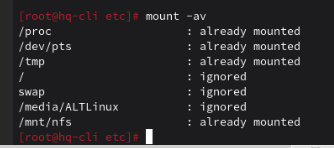 [root@hq-cli etc]# mount -av
/proc                    : already mounted
/dev/pts                 : already mounted
/tmp                     : already mounted
/                        : ignored
swap                     : ignored
/media/ALTLinux          : ignored
/mnt/nfs                 : already mounted
[root@hq-cli etc]#